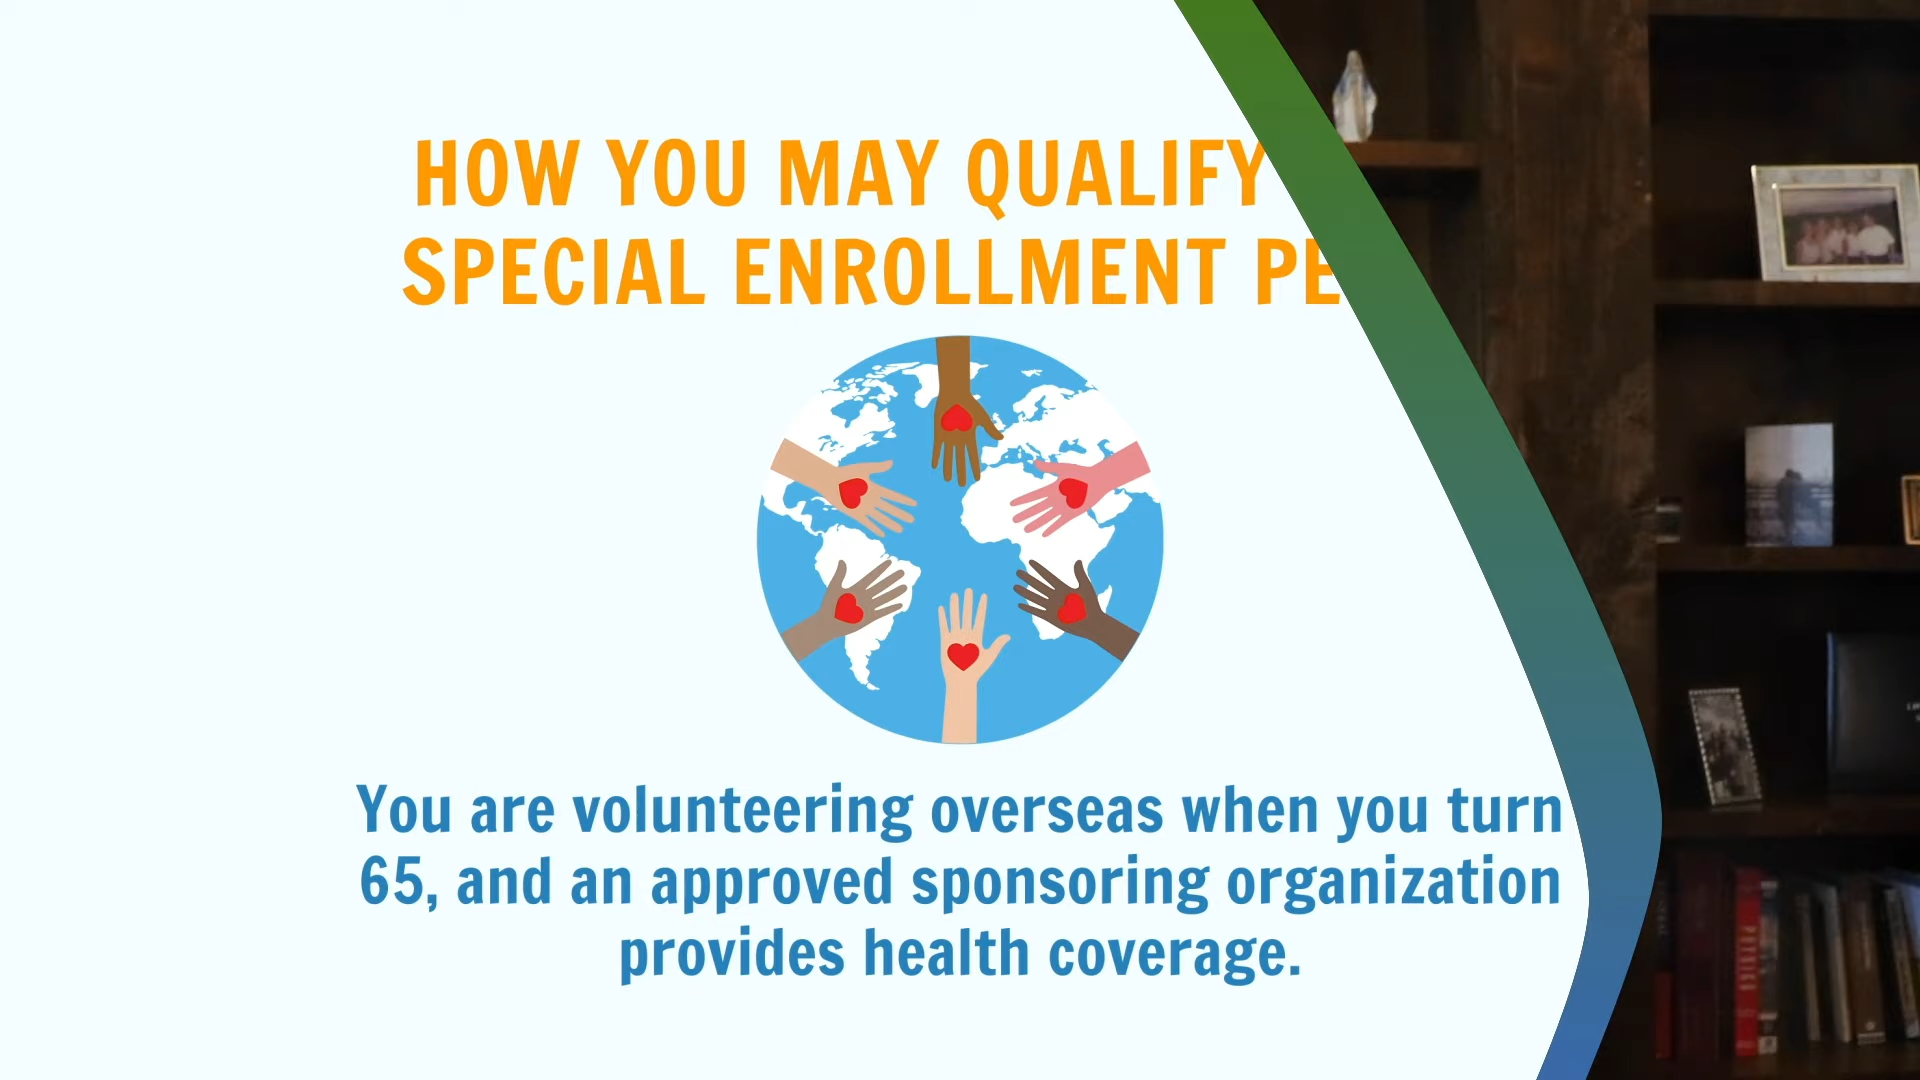 HOW YOU MAY QUALIFY
SPECIAL ENROLLMENT PE
You are volunteering overseas when you turn
65, and an approved sponsoring organization
provides health coverage.